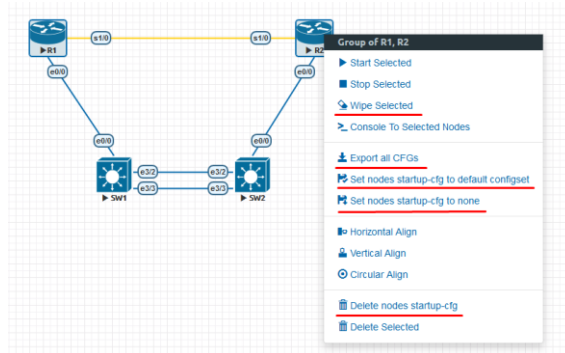 s1/0
s1/0
R1
R2
e0/0
e0/0
e0/0
e0/0
e3/2
e3/2
e3/3
e3/3
SW1
SW2
Group of R1, R2
Start Selected
Stop Selected
Wipe Selected
Console To Selected Nodes
Export all CFGs
Set nodes startup-cfg to default configset
Set nodes startup-cfg to none
Horizontal Align
Vertical Align
Circular Align
Delete nodes startup-cfg
Delete Selected